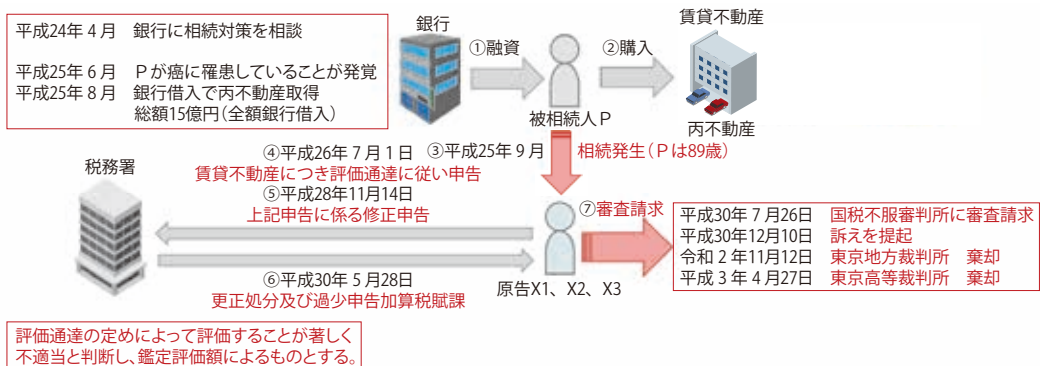 平成24年4月　銀行に相続対策を相談
平成25年6月　Pが癌に罹患していることが発覚
平成25年8月　銀行借入で丙不動産取得
総額15億円（全額銀行借入）
銀行
①融資
②購入
賃貸不動産
被相続人P
丙不動産
③平成25年9月
相続発生（Pは89歳）
税務署
④平成26年7月1日
賃貸不動産につき評価通達に従い申告
⑤平成28年11月14日
上記申告に係る修正申告
⑥平成30年5月28日
更正処分及び過少申告加算税賦課
原告X1、X2、X3
⑦審査請求
平成30年7月26日　国税不服審判所に審査請求
平成30年12月10日　訴えを提起
令和2年11月12日　東京地方裁判所　棄却
平成3年4月27日　東京高等裁判所　棄却
評価通達の定めによって評価することが著しく
不適当と判断し、鑑定評価額によるものとする。